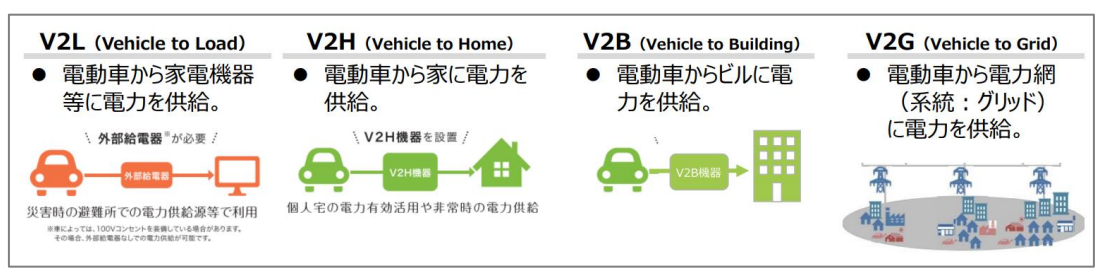 V2L（Vehicle to Load）
● 電動車から家電機器
等に電力を供給。
\ 外部給電器※が必要 /
外部給電器
災害時の避難所での電力供給源等で利用
※車によっては、100Vコンセントを装備している場合があります。
その場合、外部給電器なしでの電力供給が可能です。
V2H（Vehicle to Home）
● 電動車から家に電力を
供給。
\ V2H機器を設置 /
V2H機器
個人宅の電力有効活用や非常時の電力供給
V2B（Vehicle to Building）
● 電動車からビルに電
力を供給。
V2B機器
V2G（Vehicle to Grid）
● 電動車から電力網
（系統：グリッド）
に電力を供給。